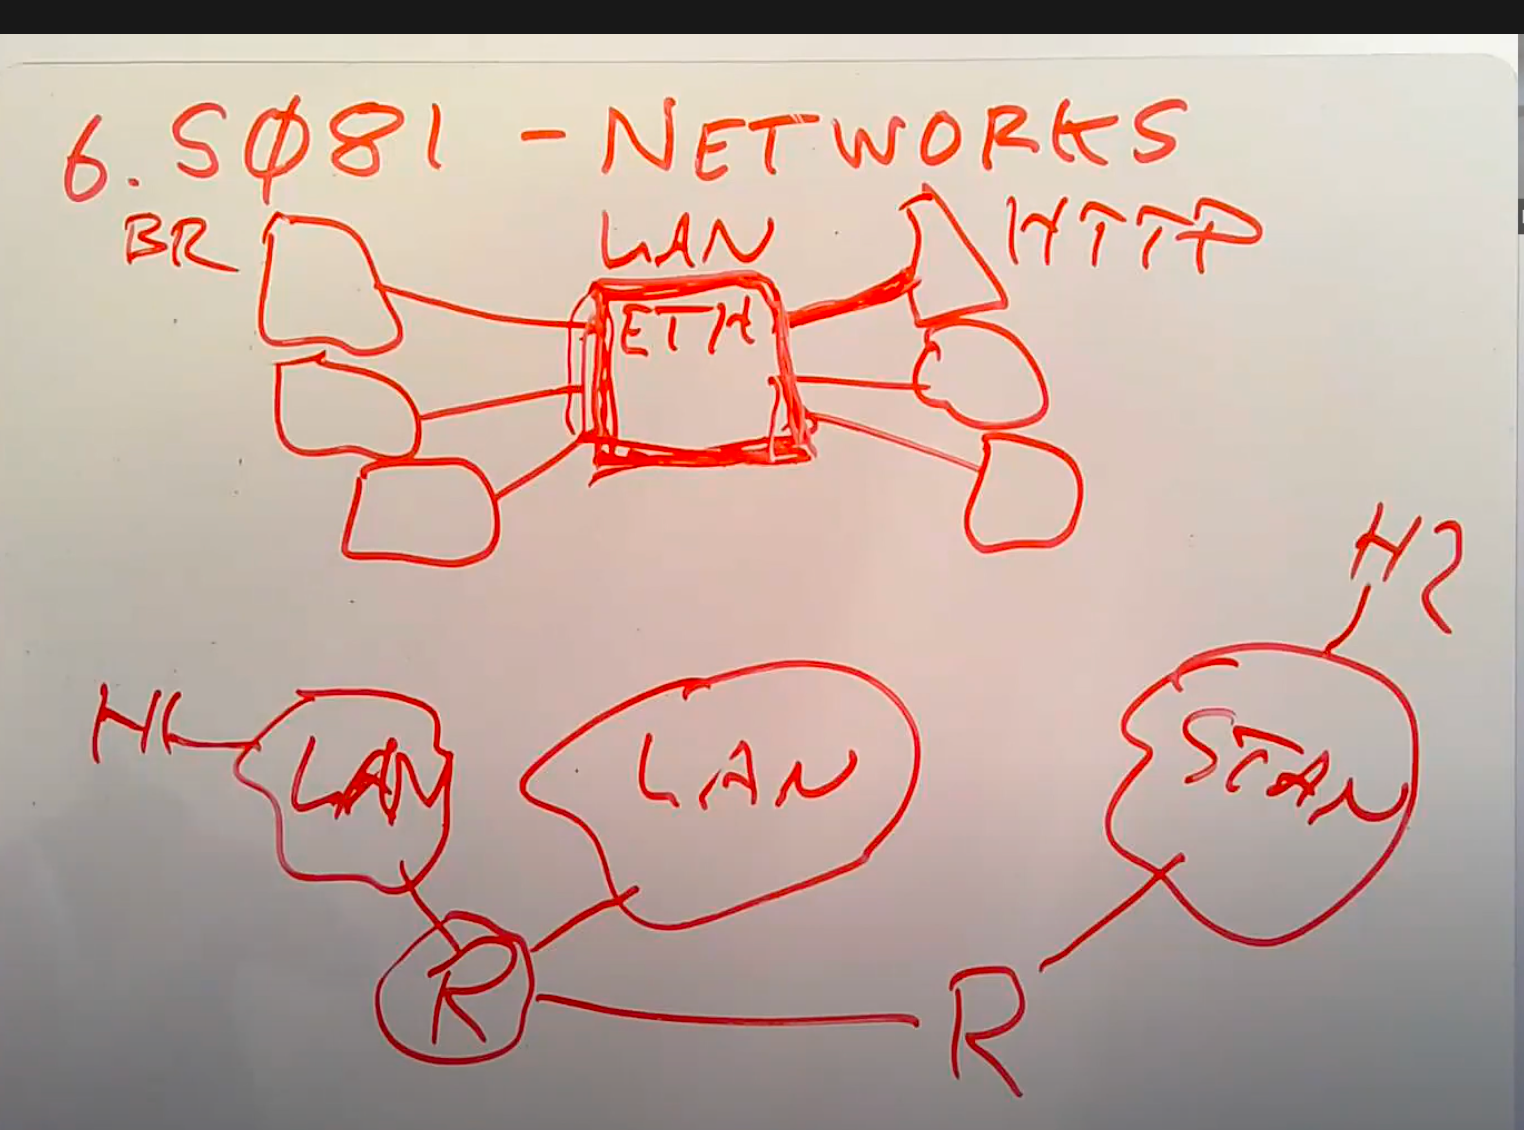 6.S081 - NETWORKS
BR
LAN
HTTP
ETH
H2
H1
LAN
LAN
STAN
R
R